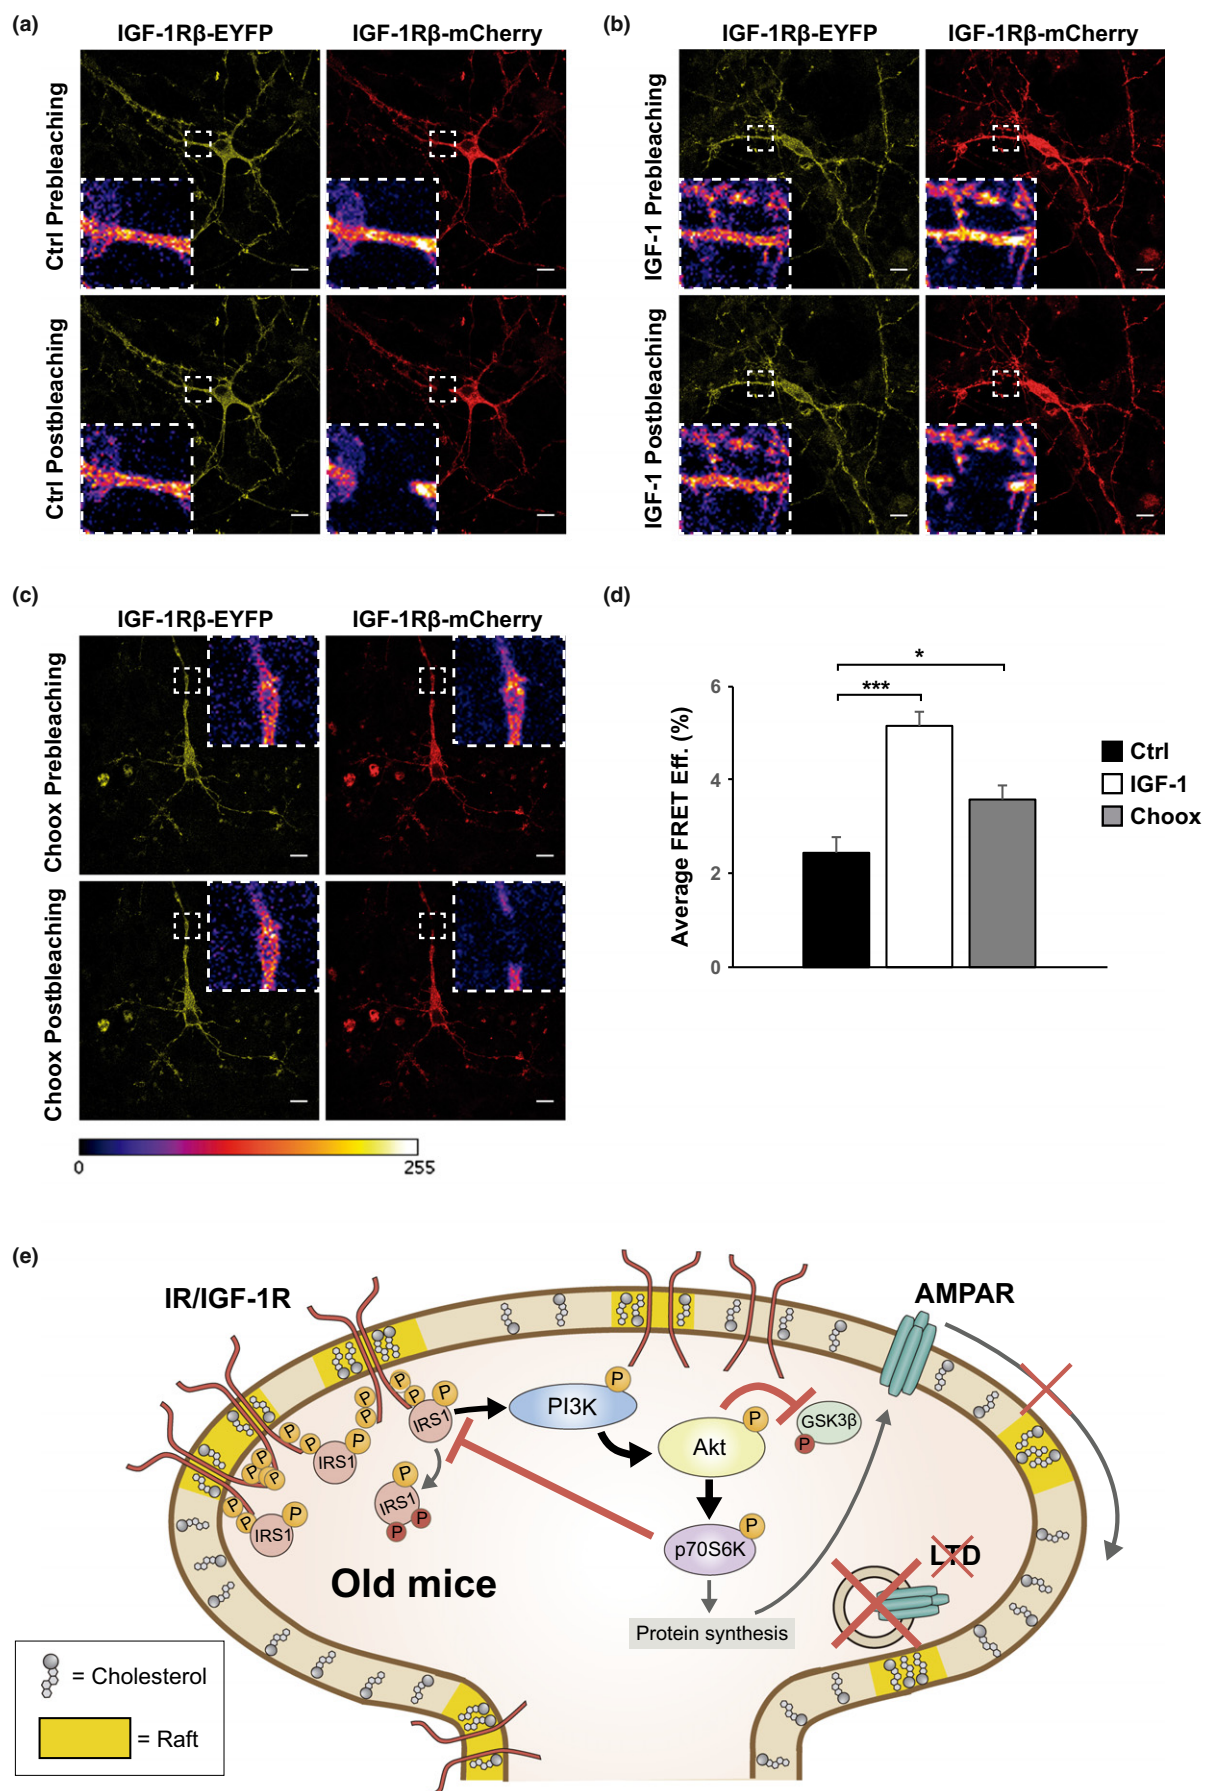 (a)
IGF-1Rβ-EYFP
IGF-1Rβ-mCherry
Ctrl Prebleaching
Ctrl Postbleaching
(b)
IGF-1Rβ-EYFP
IGF-1Rβ-mCherry
IGF-1 Prebleaching
IGF-1 Postbleaching
(c)
IGF-1Rβ-EYFP
IGF-1Rβ-mCherry
Choox Prebleaching
Choox Postbleaching
0
255
(d)
Average FRET Eff. (%)
6
4
2
0
***
*
Ctrl
IGF-1
Choox
(e)
IR/IGF-1R
AMPAR
P
P
P
P
P
P
IRS1
PI3K
P
P
Akt
GSK3β
P
P
P
P
IRS1
P
P
P
P
P
IRS1
P
P
P
P
P
IRS1
p70S6K
P
LTD
Old mice
Protein synthesis
= Cholesterol
= Raft